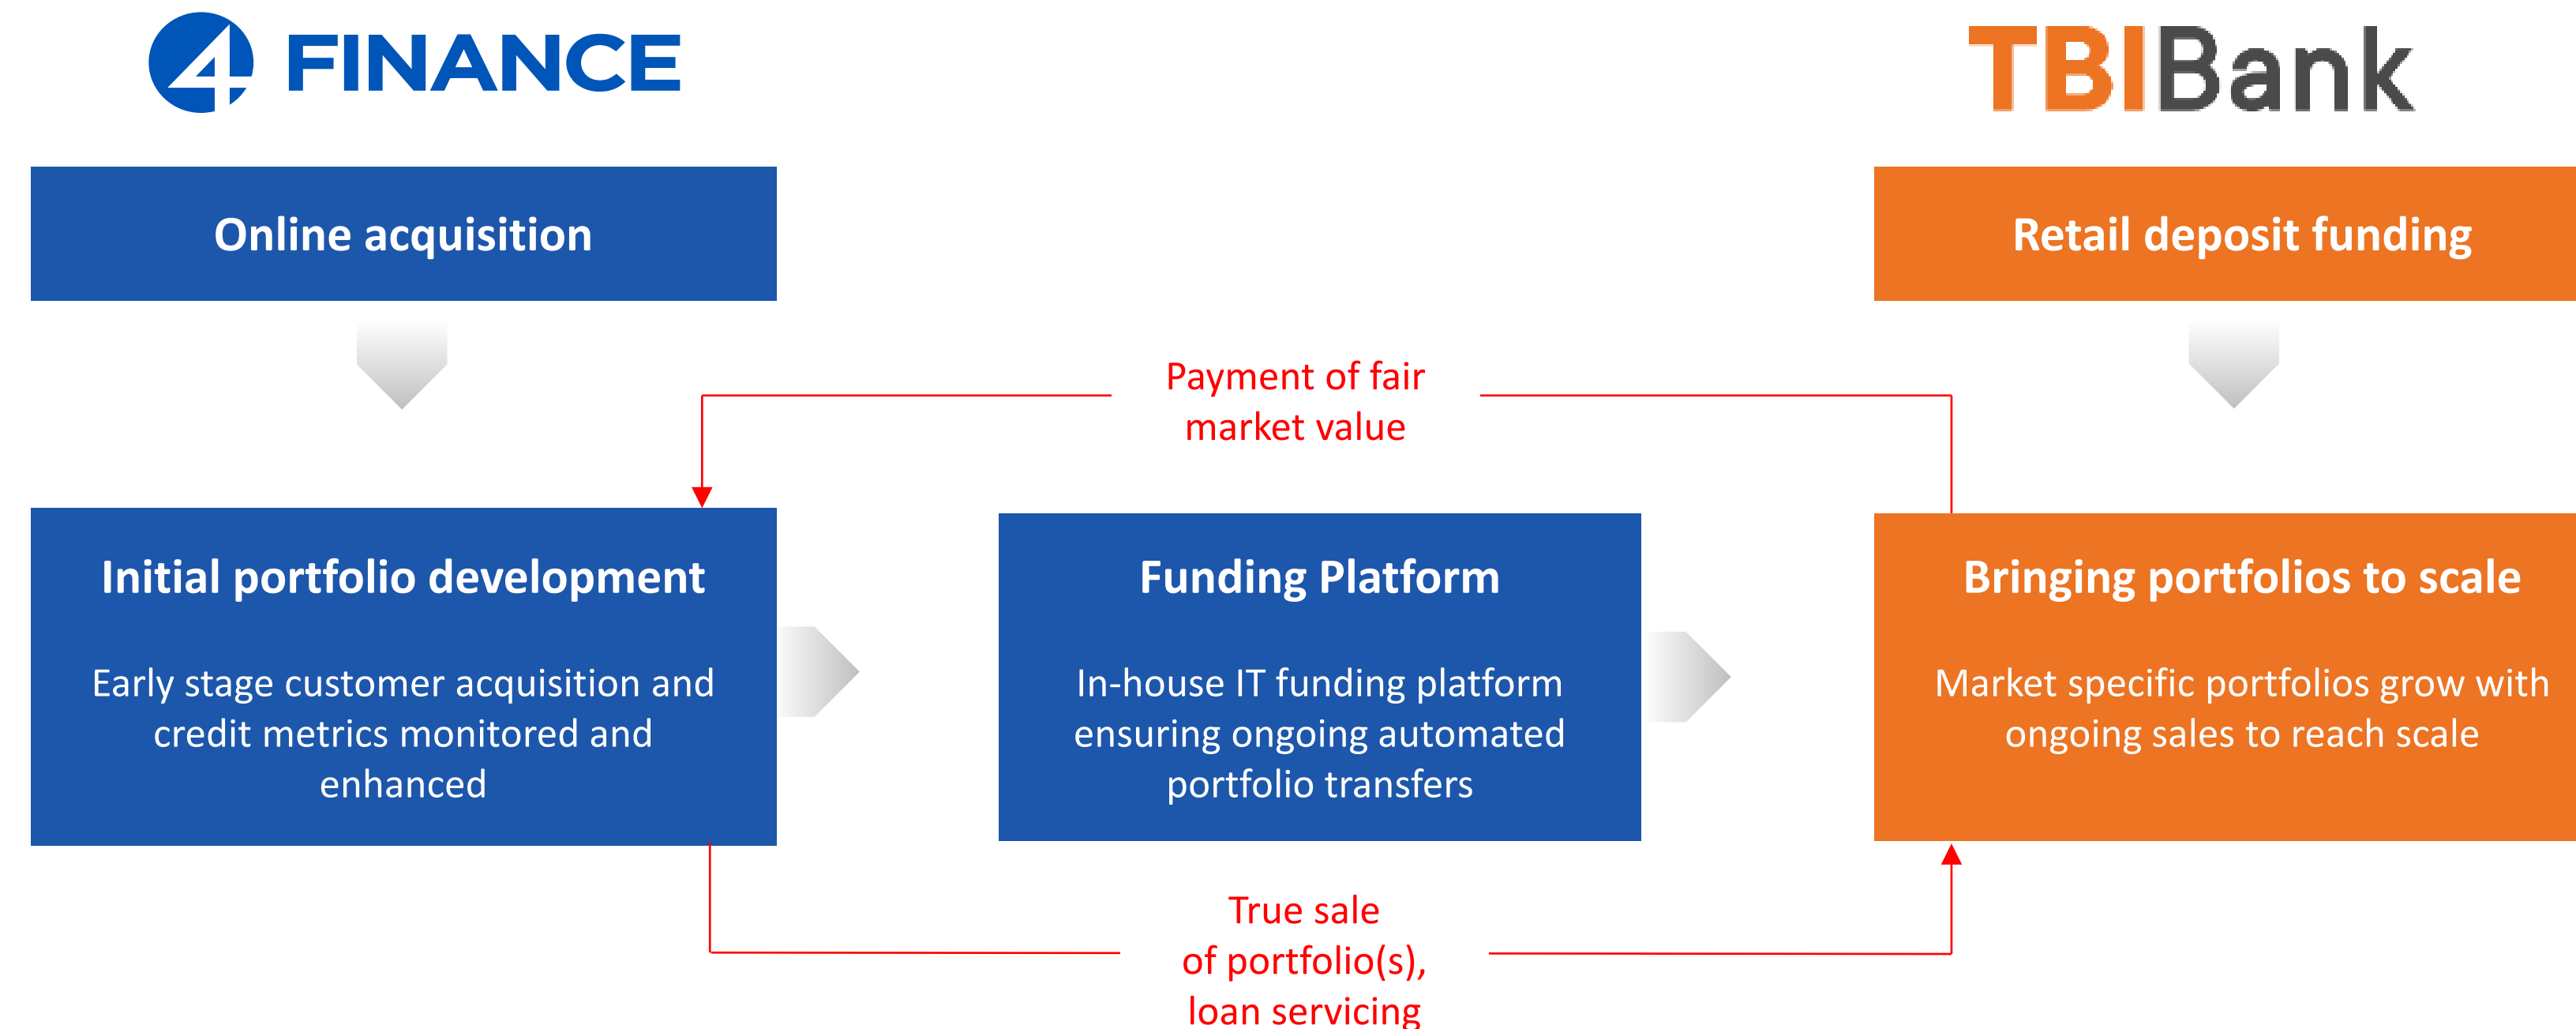 4 FINANCE
TBIBank
Online acquisition
Retail deposit funding
Payment of fair
market value
Initial portfolio development
Early stage customer acquisition and
credit metrics monitored and
enhanced
Funding Platform
In-house IT funding platform
ensuring ongoing automated
portfolio transfers
Bringing portfolios to scale
Market specific portfolios grow with
ongoing sales to reach scale
True sale
of portfolio(s),
loan servicing